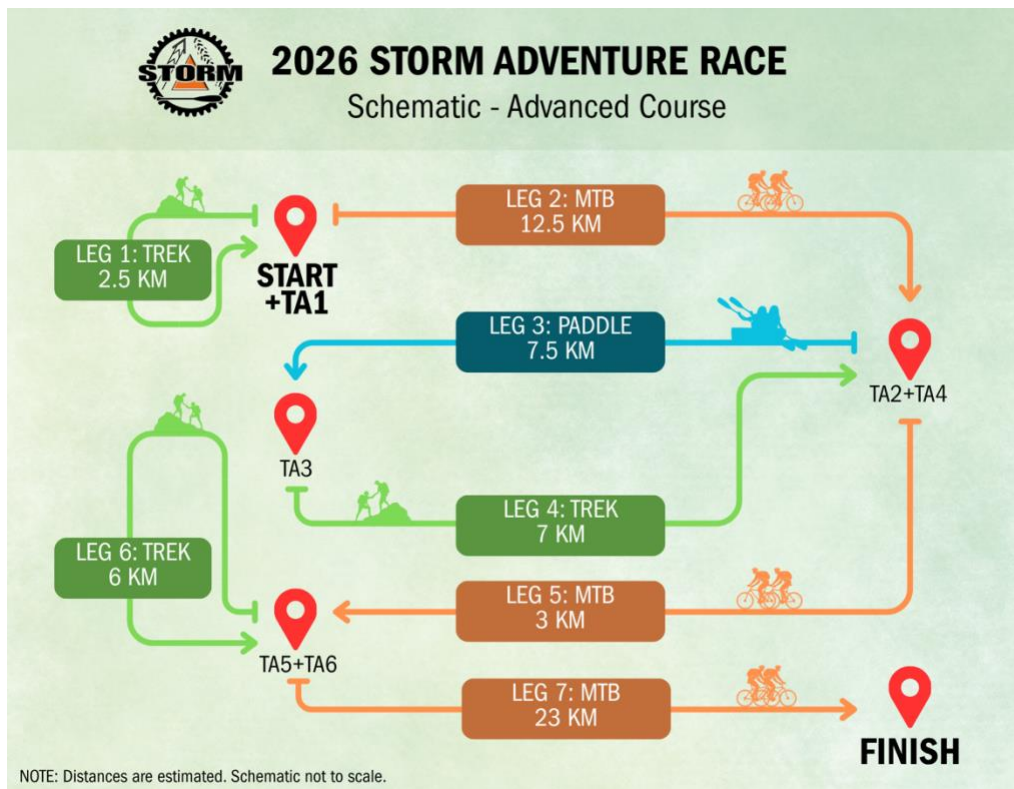 STORM
2026 STORM ADVENTURE RACE
Schematic - Advanced Course
LEG 1: TREK
2.5 KM
START
+TA1
LEG 2: MTB
12.5 KM
LEG 3: PADDLE
7.5 KM
TA2+TA4
TA3
LEG 4: TREK
7 KM
LEG 6: TREK
6 KM
LEG 5: MTB
3 KM
TA5+TA6
LEG 7: MTB
23 KM
FINISH
NOTE: Distances are estimated. Schematic not to scale.